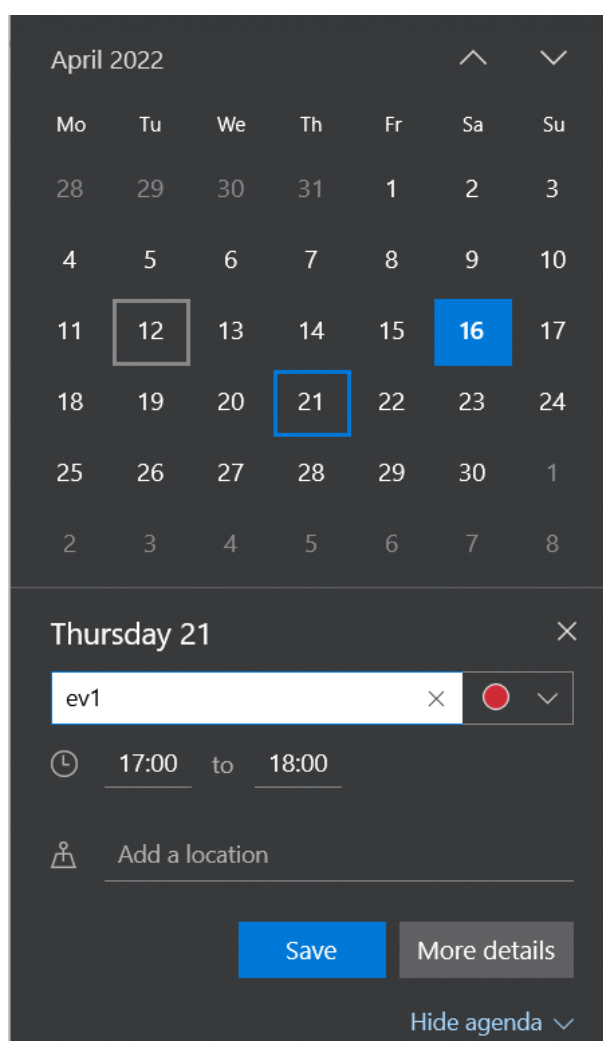 April 2022
Mo Tu We Th Fr Sa Su
28 29 30 31 1 2 3
4 5 6 7 8 9 10
11 12 13 14 15 16 17
18 19 20 21 22 23 24
25 26 27 28 29 30 1
2 3 4 5 6 7 8
Thursday 21
ev1
17:00 to 18:00
Add a location
Save More details
Hide agenda